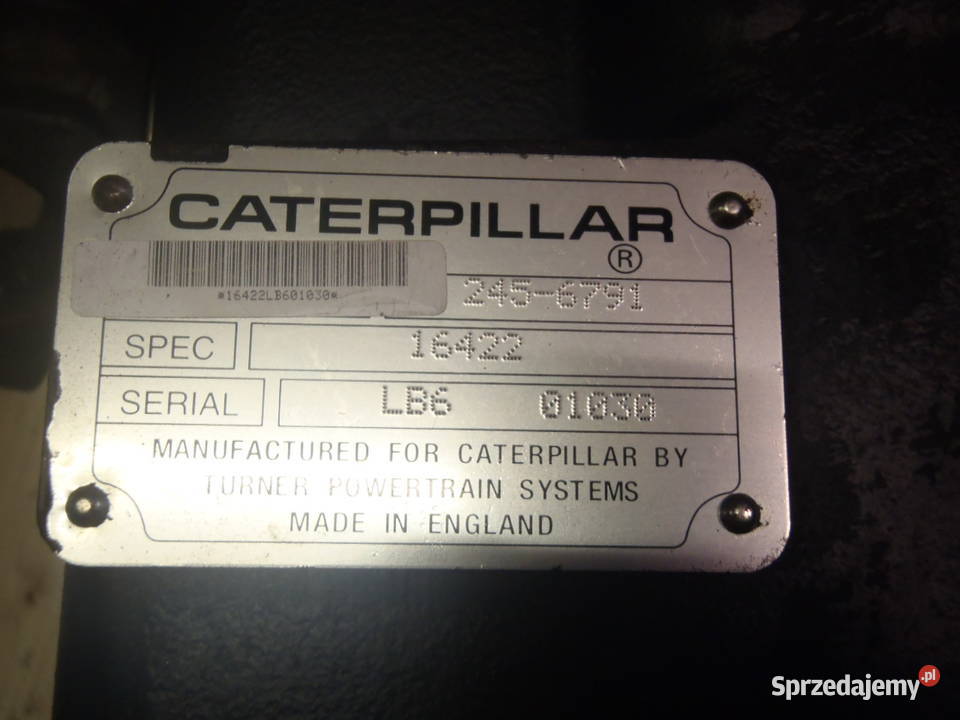 CATERPILLAR
®
*16422LB601030*
245-6791
SPEC 16422
SERIAL LB6 01030
MANUFACTURED FOR CATERPILLAR BY
TURNER POWERTRAIN SYSTEMS
MADE IN ENGLAND
Sprzedajemy.pl